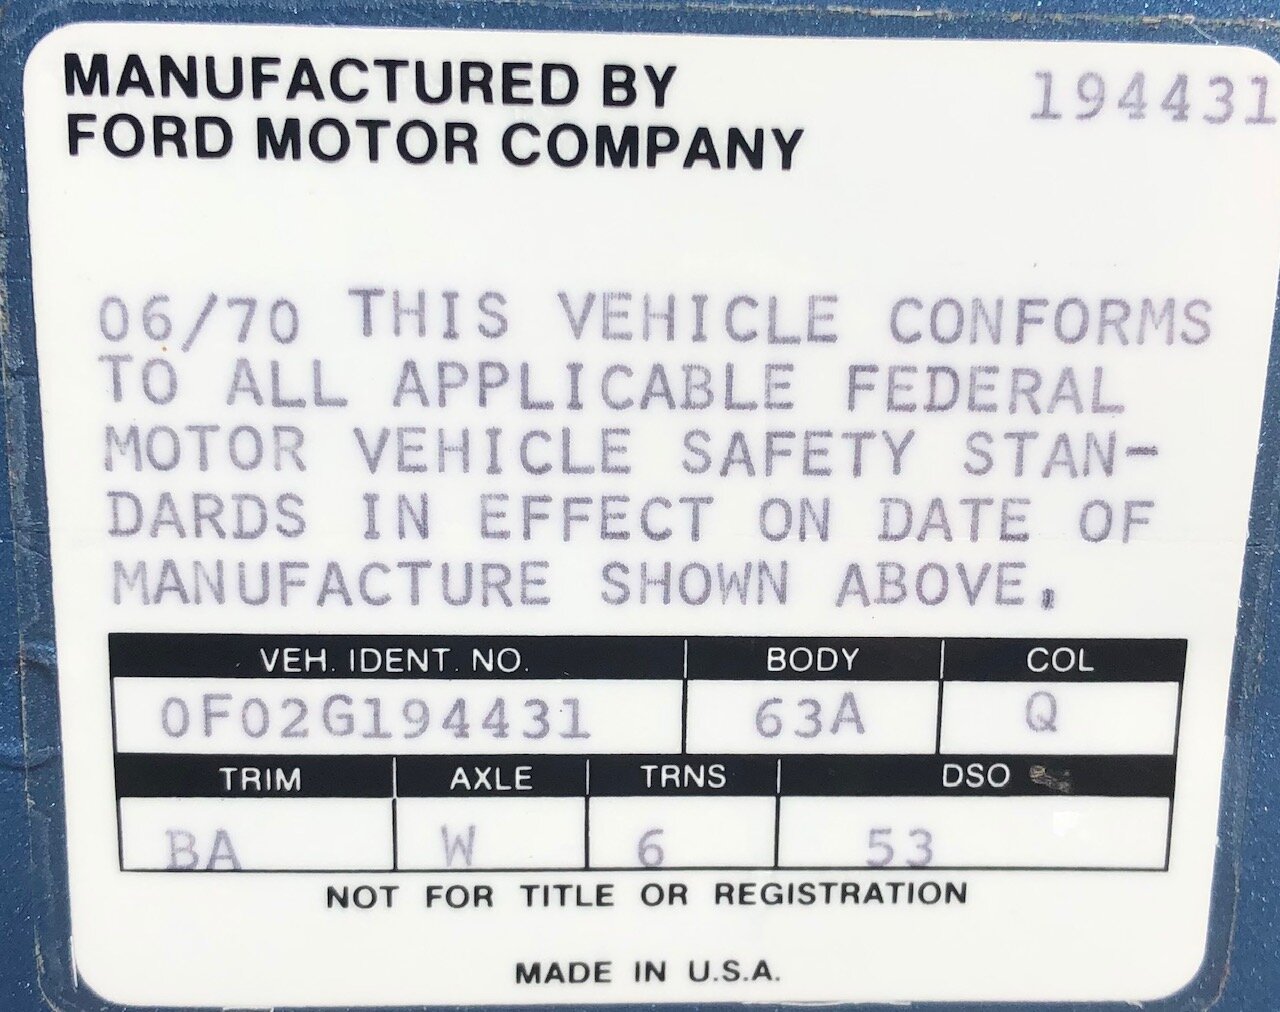 MANUFACTURED BY 194431
FORD MOTOR COMPANY
06/70 THIS VEHICLE CONFORMS
TO ALL APPLICABLE FEDERAL
MOTOR VEHICLE SAFETY STAN-
DARDS IN EFFECT ON DATE OF
MANUFACTURE SHOWN ABOVE.
VEH. IDENT. NO. BODY COL
0F02G194431 63A Q
TRIM AXLE TRNS DSO
BA W 6 53
NOT FOR TITLE OR REGISTRATION
MADE IN U.S.A.